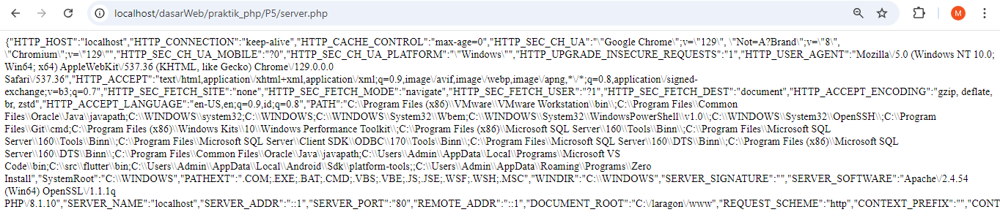 localhost/dasarWeb/praktik_php/P5/server.php
M
{"HTTP_HOST":"localhost","HTTP_CONNECTION":"keep-alive","HTTP_CACHE_CONTROL":"max-age=0","HTTP_SEC_CH_UA":"\"Google Chrome\";v=\"129\", \"Not=A?Brand\";v=\"8\",
\"Chromium\";v=\"129\"","HTTP_SEC_CH_UA_MOBILE":"?0","HTTP_SEC_CH_UA_PLATFORM":"\"Windows\"","HTTP_UPGRADE_INSECURE_REQUESTS":"1","HTTP_USER_AGENT":"Mozilla\/5.0 (Windows NT 10.0;
Win64; x64) AppleWebKit\/537.36 (KHTML, like Gecko) Chrome\/129.0.0.0
Safari\/537.36","HTTP_ACCEPT":"text\/html,application\/xhtml+xml,application\/xml;q=0.9,image\/avif,image\/webp,image\/apng,*\/*;q=0.8,application\/signed-
exchange;v=b3;q=0.7","HTTP_SEC_FETCH_SITE":"none","HTTP_SEC_FETCH_MODE":"navigate","HTTP_SEC_FETCH_USER":"?1","HTTP_SEC_FETCH_DEST":"document","HTTP_ACCEPT_ENCODING":"gzip, deflate,
br, zstd","HTTP_ACCEPT_LANGUAGE":"en-US,en;q=0.9,id;q=0.8","PATH":"C:\\Program Files (x86)\\VMware\\VMware Workstation\\bin\\;C:\\Program Files\\Common
Files\\Oracle\\Java\\javapath;C:\\WINDOWS\\system32;C:\\WINDOWS;C:\\WINDOWS\\System32\\Wbem;C:\\WINDOWS\\System32\\WindowsPowerShell\\v1.0\\;C:\\WINDOWS\\System32\\OpenSSH\\;C:\\Program
Files\\Git\\cmd;C:\\Program Files (x86)\\Windows Kits\\10\\Windows Performance Toolkit\\;C:\\Program Files (x86)\\Microsoft SQL Server\\160\\Tools\\Binn\\;C:\\Program Files\\Microsoft SQL
Server\\160\\Tools\\Binn\\;C:\\Program Files\\Microsoft SQL Server\\Client SDK\\ODBC\\170\\Tools\\Binn\\;C:\\Program Files\\Microsoft SQL Server\\160\\DTS\\Binn\\;C:\\Program Files (x86)\\Microsoft SQL
Server\\160\\DTS\\Binn\\;C:\\Program Files\\Common Files\\Oracle\\Java\\javapath;C:\\Users\\Admin\\AppData\\Local\\Programs\\Microsoft VS
Code\\bin;C:\\src\\flutter\\bin;C:\\Users\\Admin\\AppData\\Local\\Android\\Sdk\\platform-tools;;C:\\Users\\Admin\\AppData\\Roaming\\Programs\\Zero
Install","SystemRoot":"C:\\WINDOWS","PATHEXT":".COM;.EXE;.BAT;.CMD;.VBS;.VBE;.JS;.JSE;.WSF;.WSH;.MSC","WINDIR":"C:\\WINDOWS","SERVER_SIGNATURE":"","SERVER_SOFTWARE":"Apache\/2.4.54
(Win64) OpenSSL\/1.1.1q
PHP\/8.1.10","SERVER_NAME":"localhost","SERVER_ADDR":"::1","SERVER_PORT":"80","REMOTE_ADDR":"::1","DOCUMENT_ROOT":"C:\/laragon\/www","REQUEST_SCHEME":"http","CONTEXT_PREFIX":"","CONT